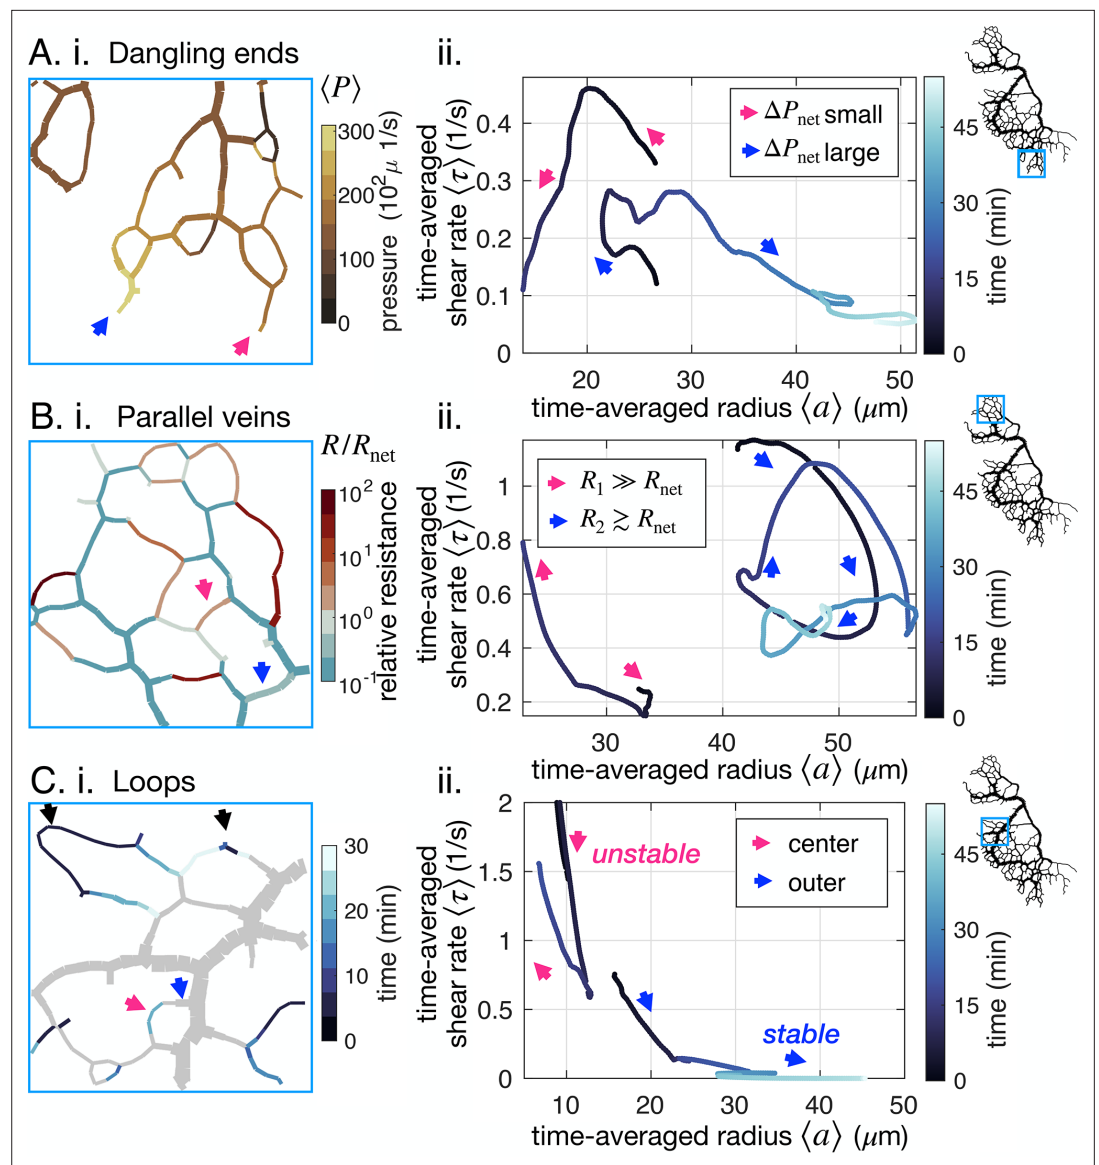 A. i. Dangling ends
⟨P⟩
300
200
100
0
pressure (10²μ 1/s)
ii.
time-averaged
shear rate ⟨τ̇⟩ (1/s)
0.4
0.3
0.2
0.1
0
20 30 40 50
time-averaged radius ⟨a⟩ (μm)
ΔPnet small
ΔPnet large
45
30
15
0
time (min)
B. i. Parallel veins
R/Rnet
10²
10¹
10⁰
10⁻¹
relative resistance
ii.
time-averaged
shear rate ⟨τ̇⟩ (1/s)
1
0.8
0.6
0.4
0.2
30 40 50
time-averaged radius ⟨a⟩ (μm)
R₁ ≫ Rnet
R₂ ≳ Rnet
45
30
15
0
time (min)
C. i. Loops
30
20
10
0
time (min)
ii.
time-averaged
shear rate ⟨τ̇⟩ (1/s)
2
1.5
1
0.5
0
10 20 30 40 50
time-averaged radius ⟨a⟩ (μm)
unstable
center
outer
stable
45
30
15
0
time (min)